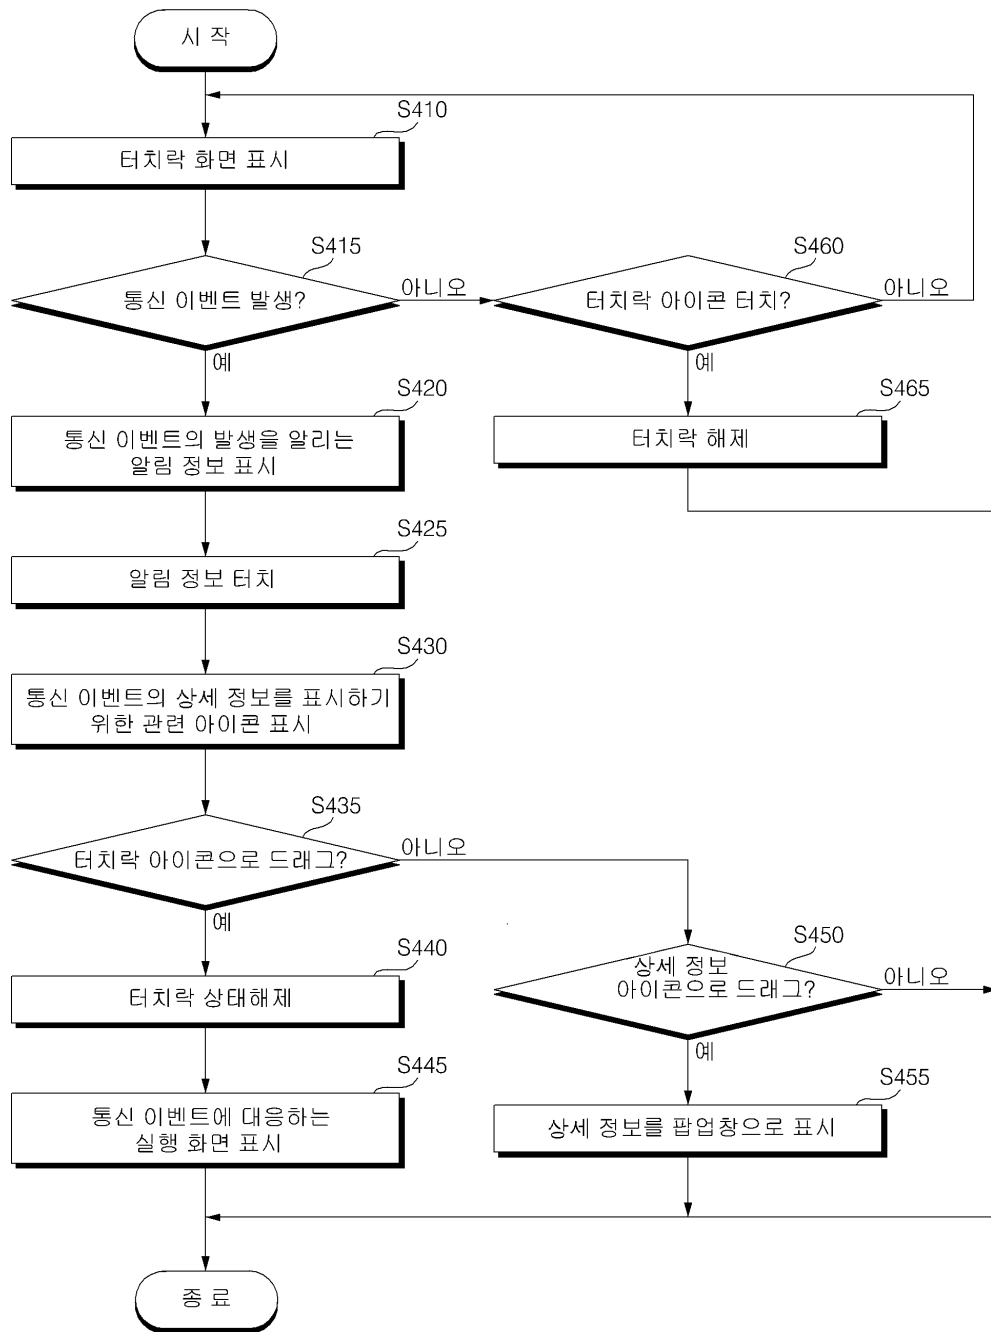 시 작
S410
터치락 화면 표시
S415
통신 이벤트 발생?
아니오
예
S460
터치락 아이콘 터치?
아니오
예
S420
통신 이벤트의 발생을 알리는
알림 정보 표시
S465
터치락 해제
S425
알림 정보 터치
S430
통신 이벤트의 상세 정보를 표시하기
위한 관련 아이콘 표시
S435
터치락 아이콘으로 드래그?
아니오
예
S450
상세 정보
아이콘으로 드래그?
아니오
예
S440
터치락 상태해제
S445
통신 이벤트에 대응하는
실행 화면 표시
S455
상세 정보를 팝업창으로 표시
종 료